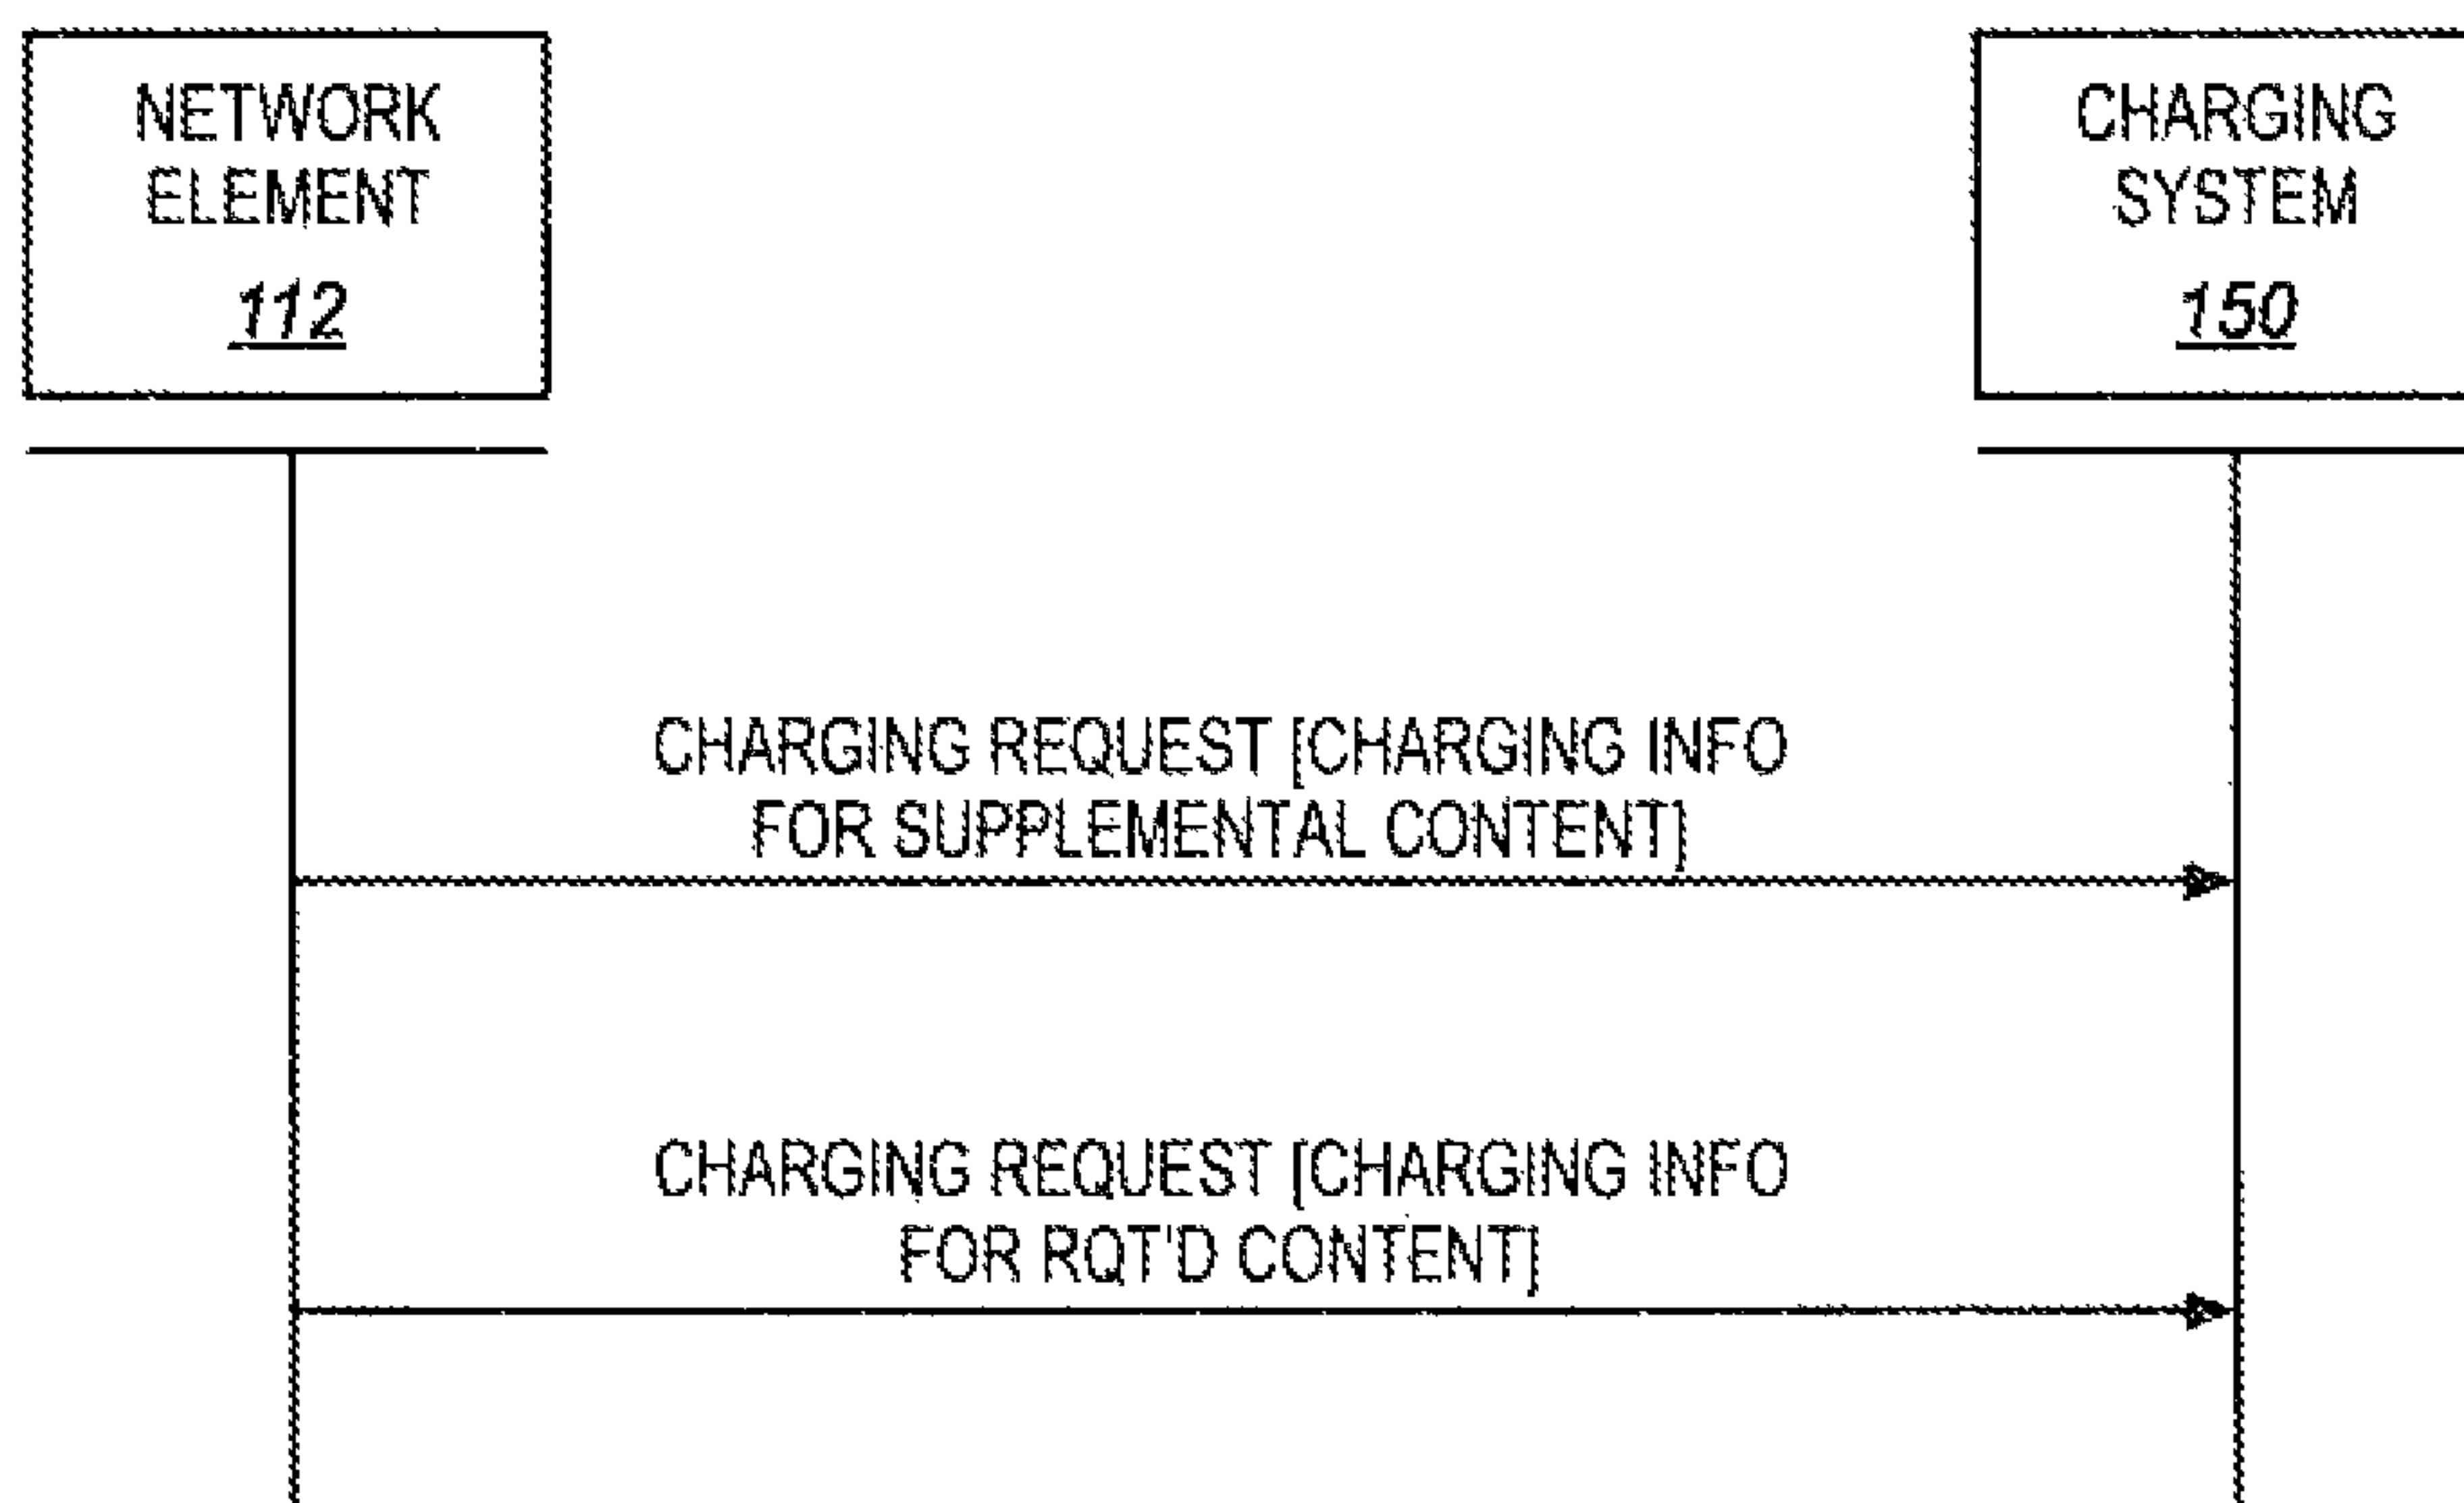 NETWORK
ELEMENT
112
CHARGING
SYSTEM
150
CHARGING REQUEST [CHARGING INFO
FOR SUPPLEMENTAL CONTENT]
CHARGING REQUEST [CHARGING INFO
FOR RQT'D CONTENT]